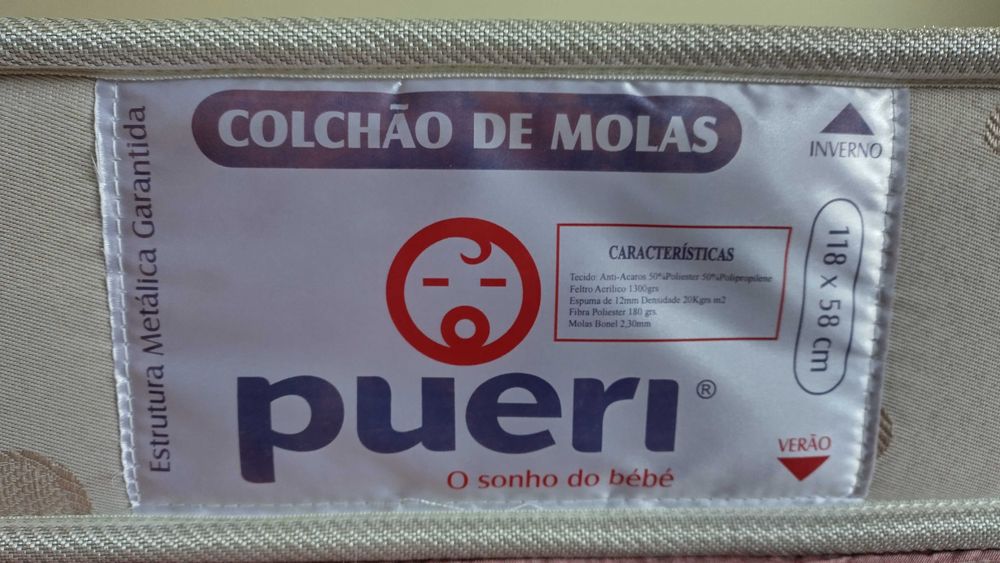 COLCHÃO DE MOLAS
Estrutura Metálica Garantida
INVERNO
118 x 58 cm
CARACTERÍSTICAS
Tecido: Anti-Acaros 50%Poliester 50%Polipropilene
Feltro Acrilico 1300grs
Espuma de 12mm Densidade 20Kgrs m2
Fibra Poliester 180 grs.
Molas Bonel 2,30mm
pueri ®
O sonho do bébé
VERÃO